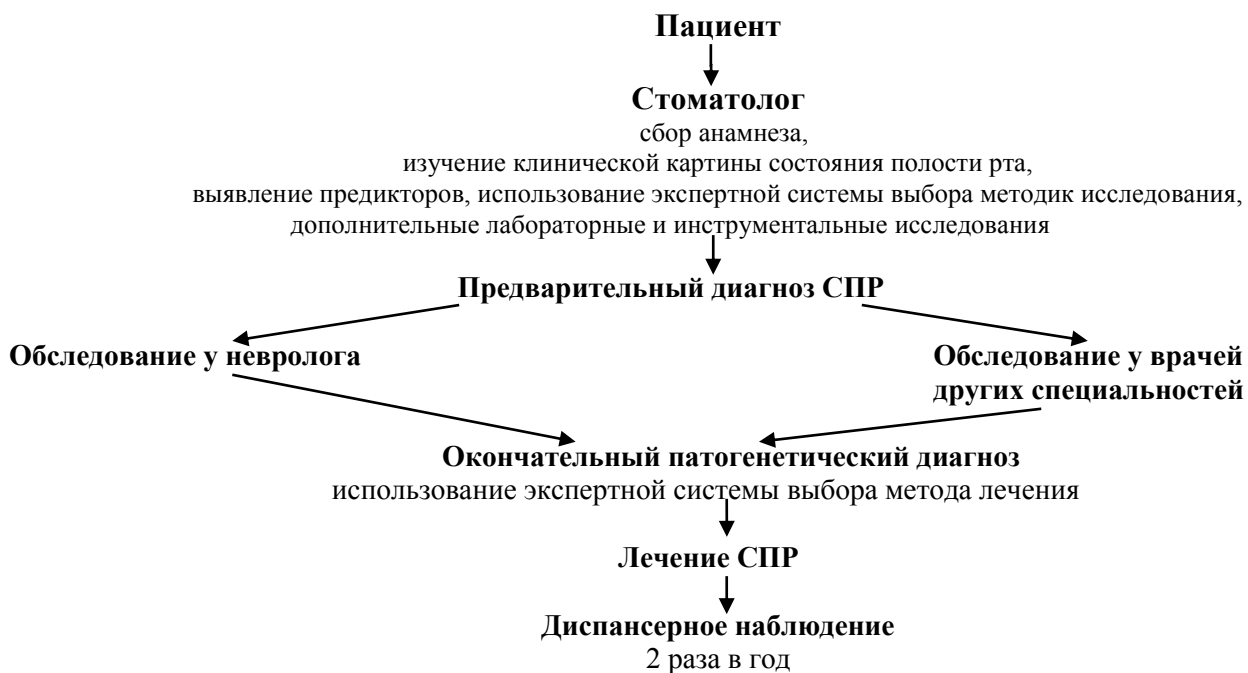 Пациент
Стоматолог
сбор анамнеза,
изучение клинической картины состояния полости рта,
выявление предикторов, использование экспертной системы выбора методик исследования,
дополнительные лабораторные и инструментальные исследования
Предварительный диагноз СПР
Обследование у невролога
Обследование у врачей
других специальностей
Окончательный патогенетический диагноз
использование экспертной системы выбора метода лечения
Лечение СПР
Диспансерное наблюдение
2 раза в год